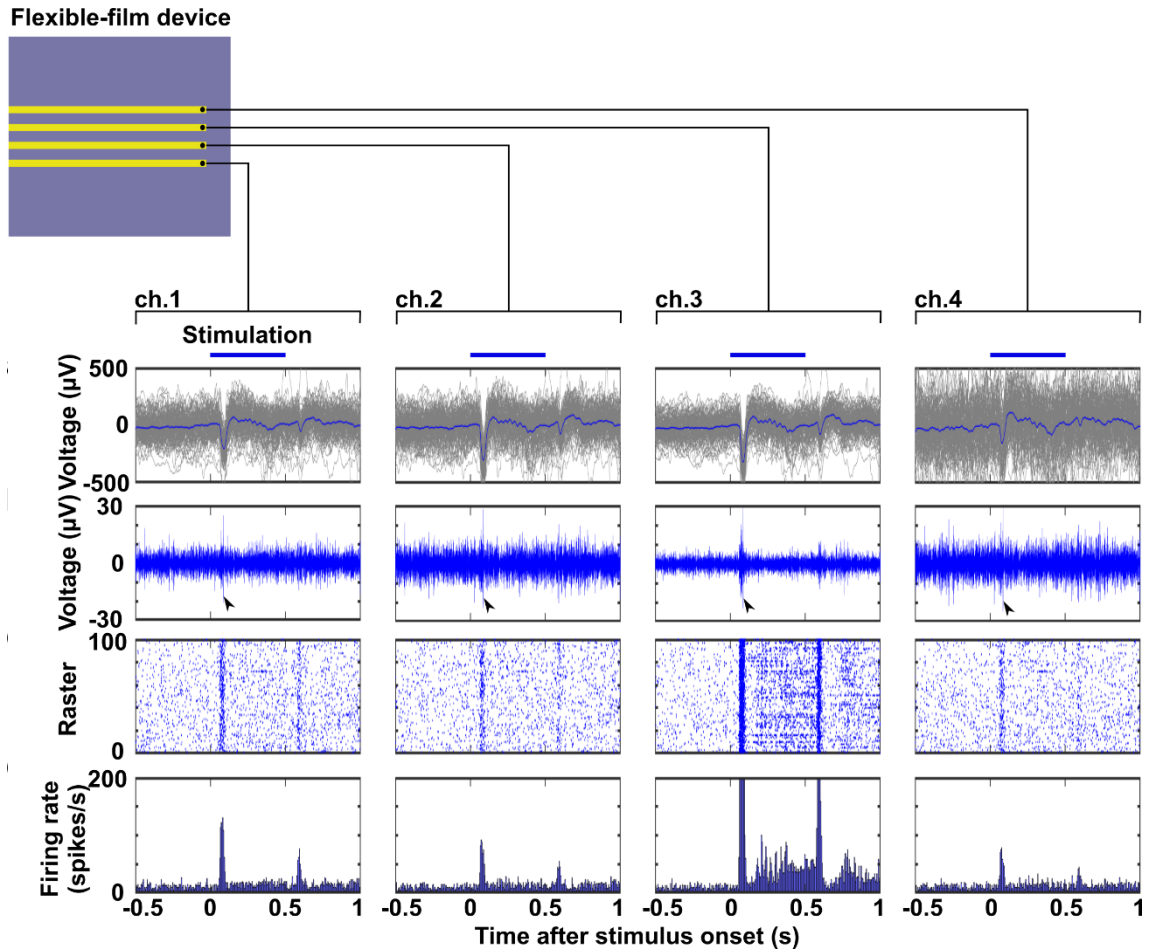 Flexible-film device
ch.1 ch.2 ch.3 ch.4
Stimulation
Voltage (µV)
500
0
-500
Voltage (µV)
30
0
-30
Raster
100
0
Firing rate
(spikes/s)
200
0
-0.5 0 0.5 1 -0.5 0 0.5 1 -0.5 0 0.5 1 -0.5 0 0.5 1
Time after stimulus onset (s)